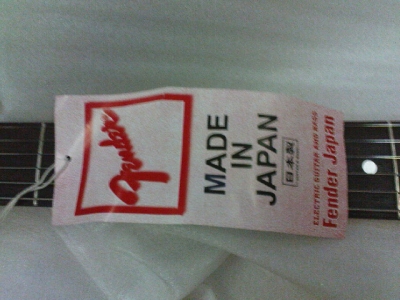 Fender
MADE
IN
JAPAN
日本製
ELECTRIC GUITAR AND BASS
Fender Japan